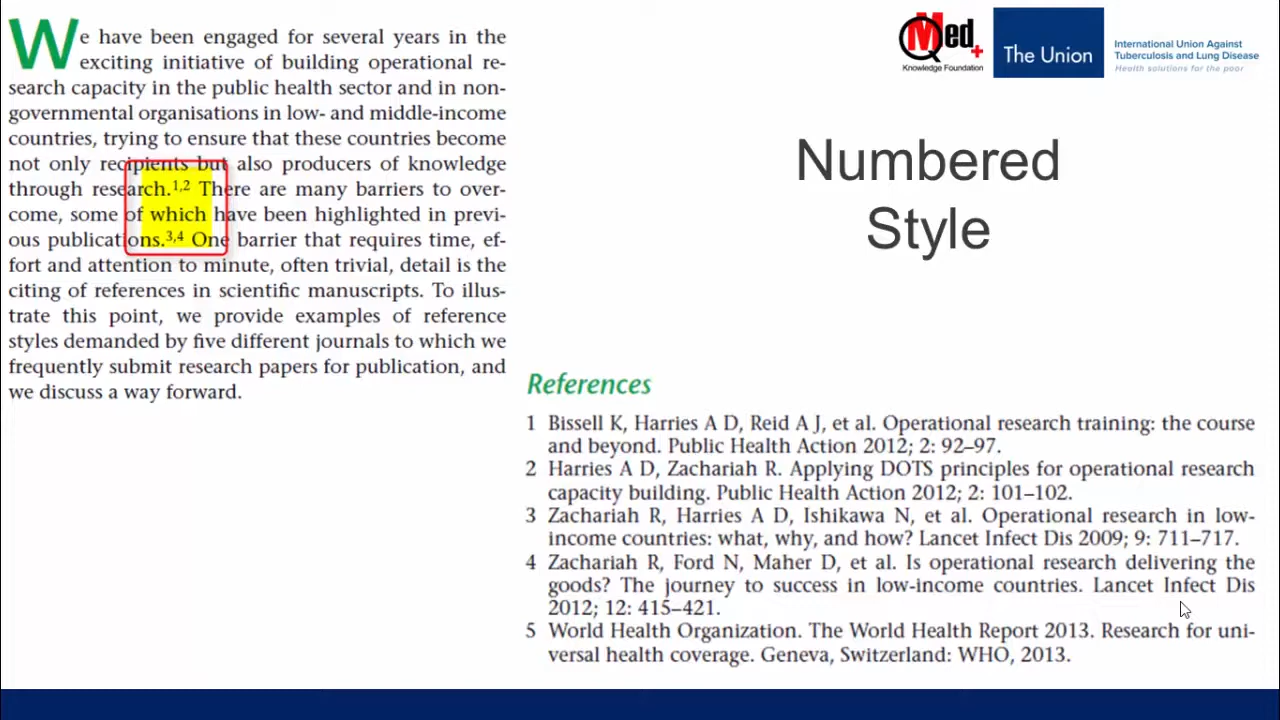 We have been engaged for several years in the
exciting initiative of building operational re-
search capacity in the public health sector and in non-
governmental organisations in low- and middle-income
countries, trying to ensure that these countries become
not only recipients but also producers of knowledge
through research.1,2 There are many barriers to over-
come, some of which have been highlighted in previ-
ous publications.3,4 One barrier that requires time, ef-
fort and attention to minute, often trivial, detail is the
citing of references in scientific manuscripts. To illus-
trate this point, we provide examples of reference
styles demanded by five different journals to which we
frequently submit research papers for publication, and
we discuss a way forward.
QMed+
Knowledge Foundation
The Union
International Union Against
Tuberculosis and Lung Disease
Health solutions for the poor
Numbered
Style
References
1 Bissell K, Harries A D, Reid A J, et al. Operational research training: the course
and beyond. Public Health Action 2012; 2: 92–97.
2 Harries A D, Zachariah R. Applying DOTS principles for operational research
capacity building. Public Health Action 2012; 2: 101–102.
3 Zachariah R, Harries A D, Ishikawa N, et al. Operational research in low-
income countries: what, why, and how? Lancet Infect Dis 2009; 9: 711–717.
4 Zachariah R, Ford N, Maher D, et al. Is operational research delivering the
goods? The journey to success in low-income countries. Lancet Infect Dis
2012; 12: 415–421.
5 World Health Organization. The World Health Report 2013. Research for uni-
versal health coverage. Geneva, Switzerland: WHO, 2013.